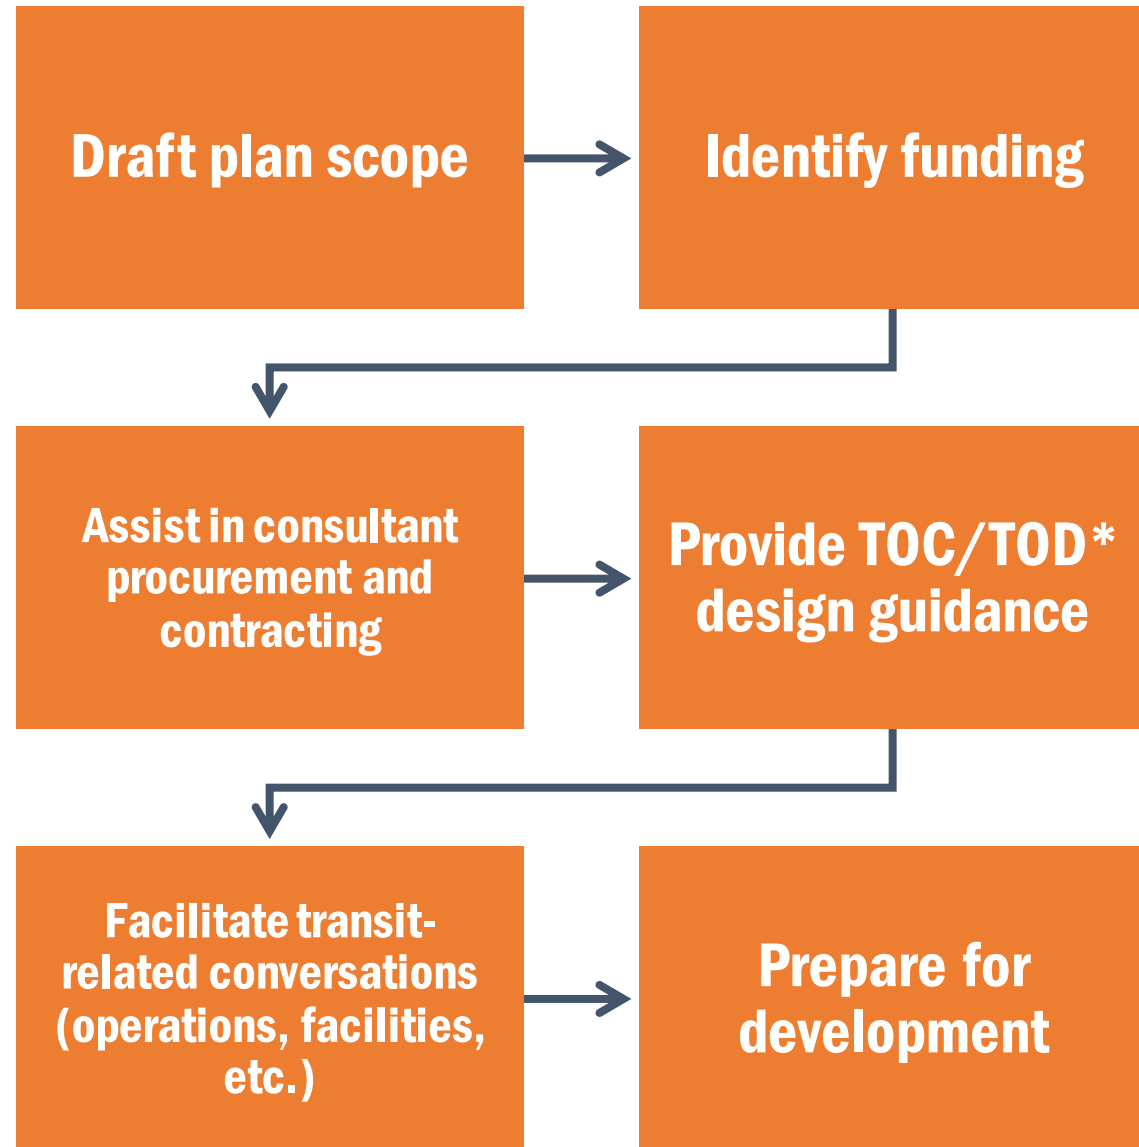 Draft plan scope
Identify funding
Assist in consultant
procurement and
contracting
Provide TOC/TOD*
design guidance
Facilitate transit-
related conversations
(operations, facilities,
etc.)
Prepare for
development